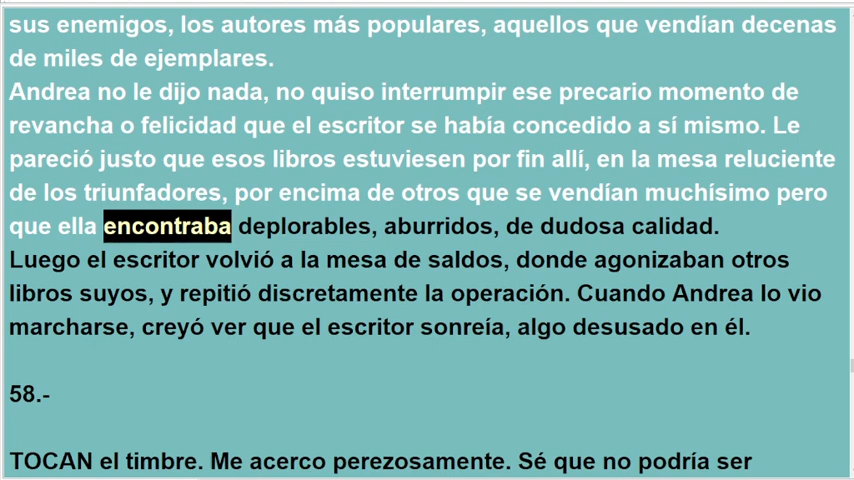 sus enemigos, los autores más populares, aquellos que vendían decenas
de miles de ejemplares.
Andrea no le dijo nada, no quiso interrumpir ese precario momento de
revancha o felicidad que el escritor se había concedido a sí mismo. Le
pareció justo que esos libros estuviesen por fin allí, en la mesa reluciente
de los triunfadores, por encima de otros que se vendían muchísimo pero
que ella encontraba deplorables, aburridos, de dudosa calidad.
Luego el escritor volvió a la mesa de saldos, donde agonizaban otros
libros suyos, y repitió discretamente la operación. Cuando Andrea lo vio
marcharse, creyó ver que el escritor sonreía, algo desusado en él.
58.-
TOCAN el timbre. Me acerco perezosamente. Sé que no podría ser